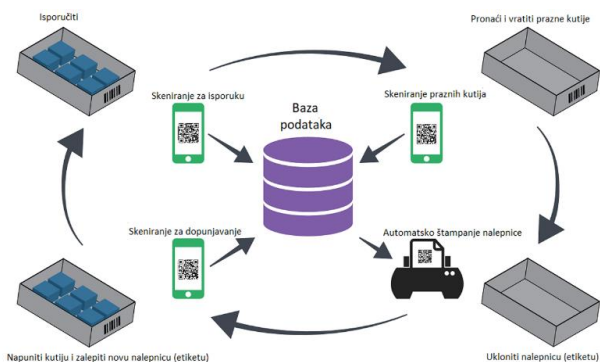 Isporučiti
Pronaći i vratiti prazne kutije
Skeniranje za isporuku
Baza
podataka
Skeniranje praznih kutija
Skeniranje za dopunjavanje
Automatsko štampanje nalepnice
Napuniti kutiju i zalepiti novu nalepnicu (etiketu)
Ukloniti nalepnicu (etiketu)